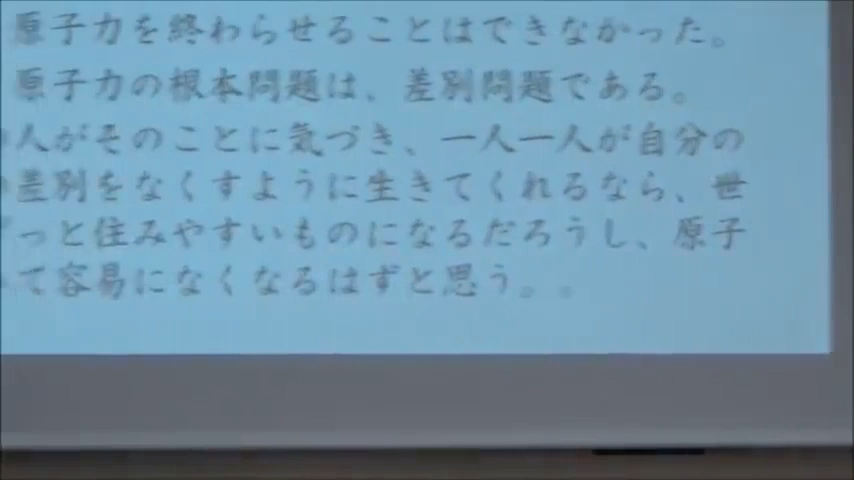 原子力を終わらせることはできなかった。
原子力の根本問題は、差別問題である。
人がそのことに気づき、一人一人が自分の
差別をなくすように生きてくれるなら、世
っと住みやすいものになるだろうし、原子
て容易になくなるはずと思う。。